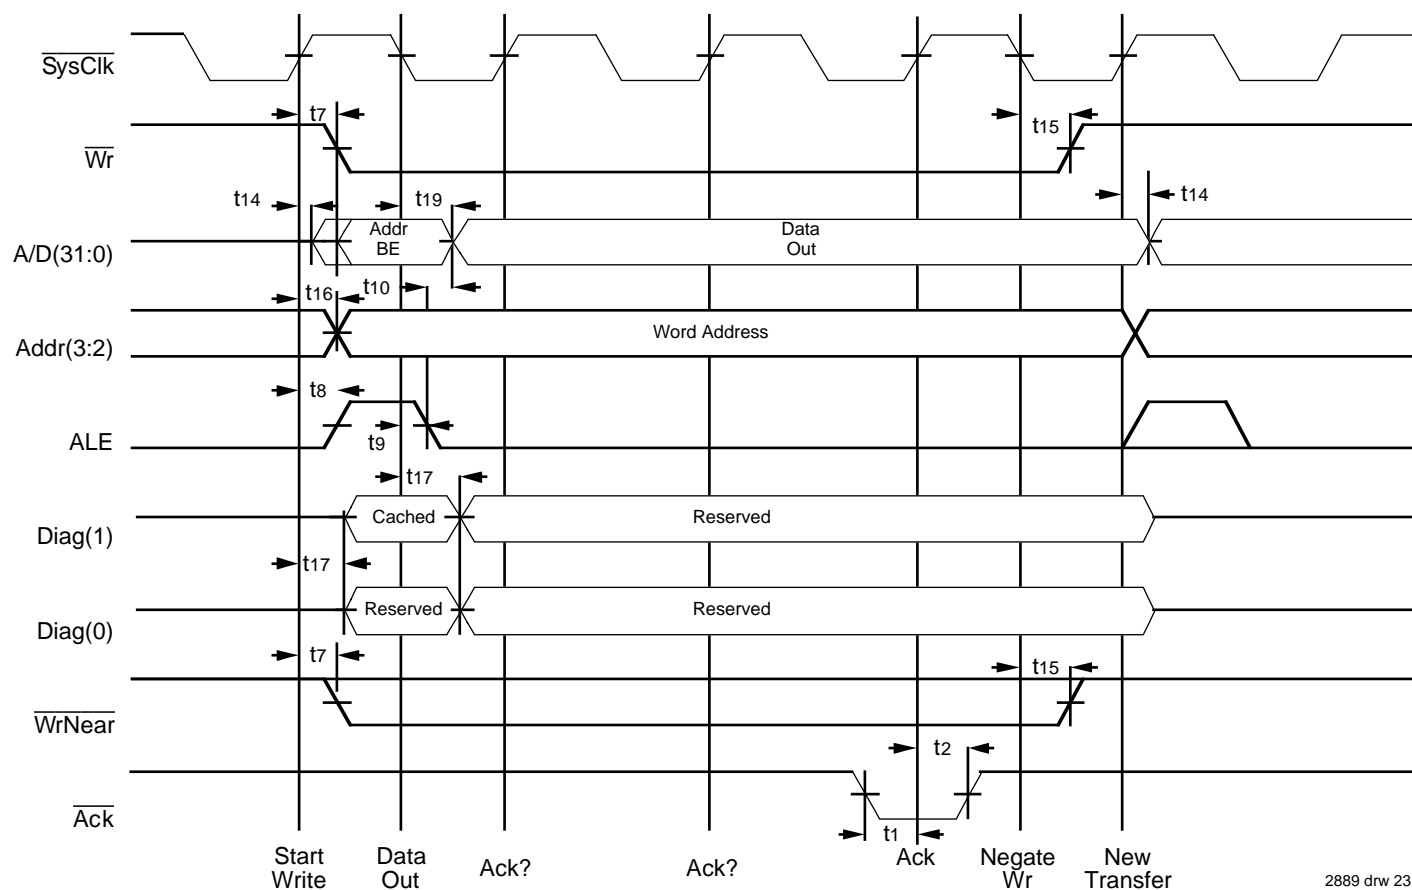 SysClk
t7
t15
Wr
t14
t19
t14
Addr
BE
Data
Out
A/D(31:0)
t16
t10
Word Address
Addr(3:2)
t8
t9
ALE
t17
Cached
Reserved
Diag(1)
t17
Reserved
Reserved
Diag(0)
t7
t15
WrNear
t2
Ack
t1
Start
Write
Data
Out
Ack?
Ack?
Ack
Negate
Wr
New
Transfer
2889 drw 23